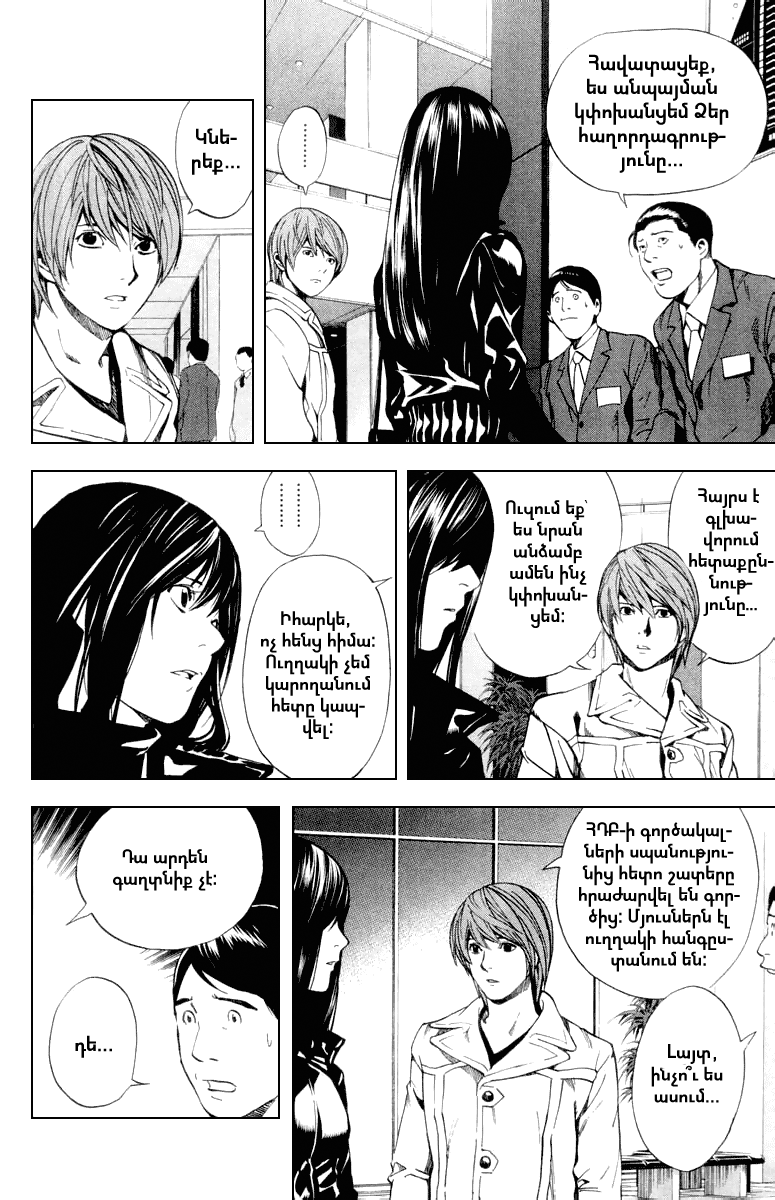 Հավատացեք,
ես անպայման
կփոխանցեմ Ձեր
հաղորդագրութ-
յունը...
Կնե-
րեք...
Հայրս է
գլխա-
վորում
հետաքըն-
նութ-
յունը...
Ուզում եք՝
ես նրան
անձամբ
ամեն ինչ
կփոխան-
ցեմ:
Իհարկե,
ոչ հենց հիմա:
Ուղղակի չեմ
կարողանում
հետը կապ-
վել:
ՀԴԲ-ի գործակալ-
ների սպանությու-
նից հետո շատերը
հրաժարվել են գոր-
ծից: Մյուսներն էլ
ուղղակի հանգըս-
տանում են:
Լայտ,
ինչո՞ւ ես
ասում...
Դա արդեն
գաղտնիք չէ:
դե...